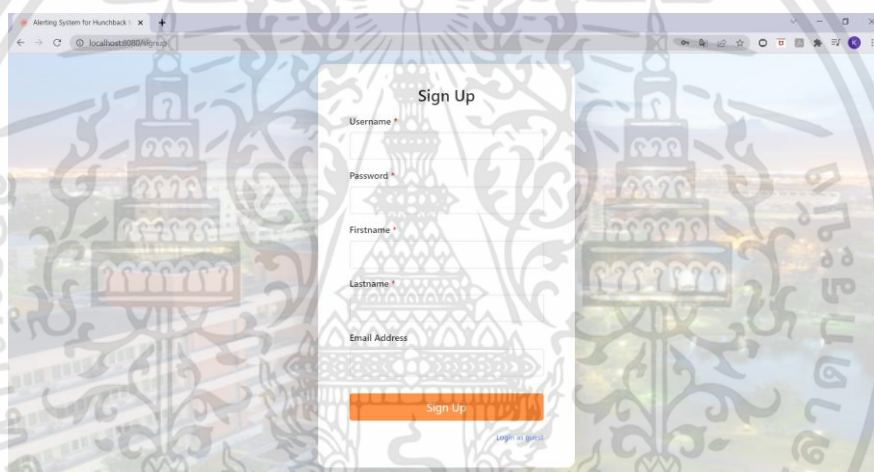 Alerting System for Hunchback
localhost:8080/signup
Sign Up
Username *
Password *
Firstname *
Lastname *
Email Address
Sign Up
Login as guest